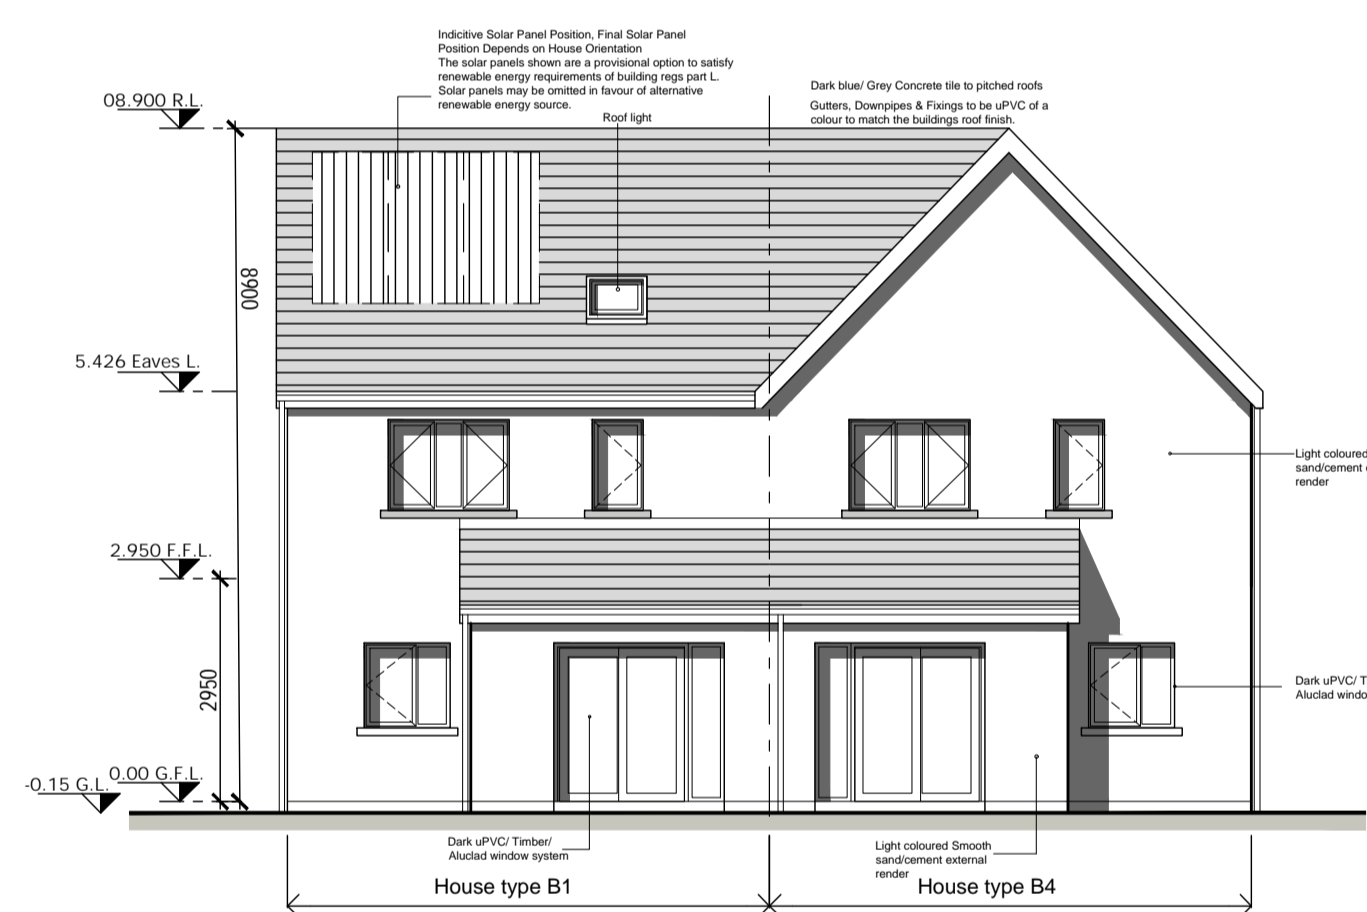 Indicitive Solar Panel Position, Final Solar Panel
Position Depends on House Orientation
The solar panels shown are a provisional option to satisfy
renewable energy requirements of building regs part L.
Solar panels may be omitted in favour of alternative
renewable energy source.
Roof light
Dark blue/ Grey Concrete tile to pitched roofs
Gutters, Downpipes & Fixings to be uPVC of a
colour to match the buildings roof finish.
08.900 R.L.
8900
5.426 Eaves L.
Light coloured
sand/cement
render
2.950 F.F.L.
2950
Dark uPVC/ T
Aluclad windo
0.00 G.F.L.
-0.15 G.L.
Dark uPVC/ Timber/
Aluclad window system
Light coloured Smooth
sand/cement external
render
House type B1
House type B4